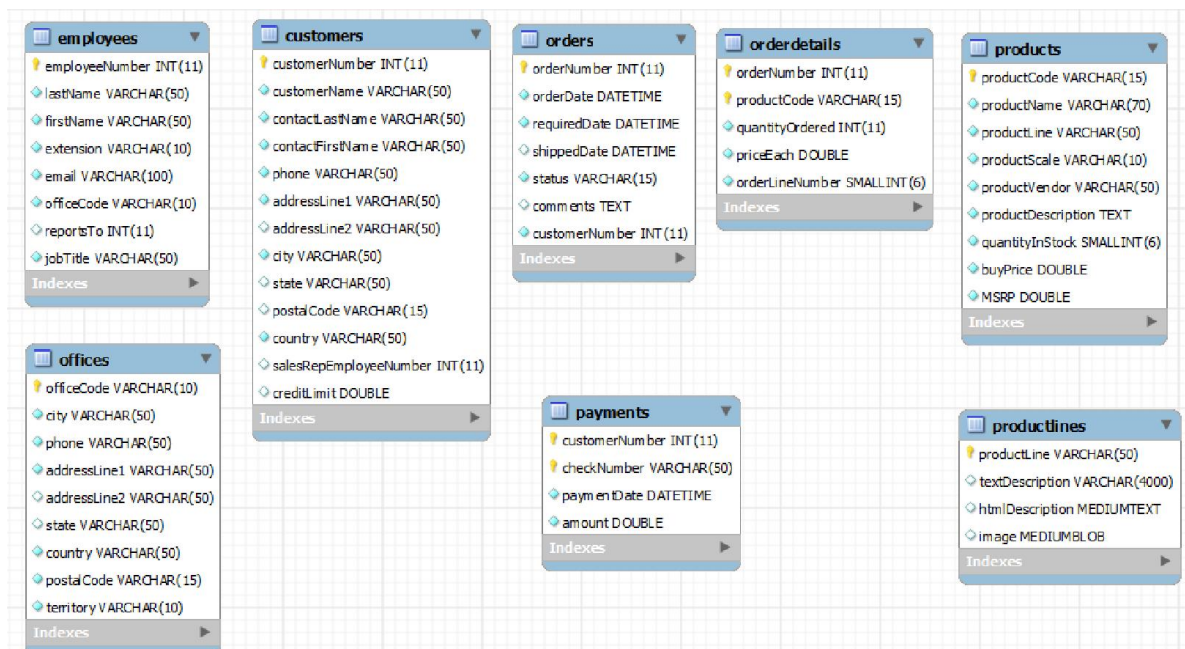 employees
employeeNumber INT(11)
lastName VARCHAR(50)
firstName VARCHAR(50)
extension VARCHAR(10)
email VARCHAR(100)
officeCode VARCHAR(10)
reportsTo INT(11)
jobTitle VARCHAR(50)
Indexes
customers
customerNumber INT(11)
customerName VARCHAR(50)
contactLastName VARCHAR(50)
contactFirstName VARCHAR(50)
phone VARCHAR(50)
addressLine1 VARCHAR(50)
addressLine2 VARCHAR(50)
city VARCHAR(50)
state VARCHAR(50)
postalCode VARCHAR(15)
country VARCHAR(50)
salesRepEmployeeNumber INT(11)
creditLimit DOUBLE
Indexes
orders
orderNumber INT(11)
orderDate DATETIME
requiredDate DATETIME
shippedDate DATETIME
status VARCHAR(15)
comments TEXT
customerNumber INT(11)
Indexes
orderdetails
orderNumber INT(11)
productCode VARCHAR(15)
quantityOrdered INT(11)
priceEach DOUBLE
orderLineNumber SMALLINT(6)
Indexes
products
productCode VARCHAR(15)
productName VARCHAR(70)
productLine VARCHAR(50)
productScale VARCHAR(10)
productVendor VARCHAR(50)
productDescription TEXT
quantityInStock SMALLINT(6)
buyPrice DOUBLE
MSRP DOUBLE
Indexes
offices
officeCode VARCHAR(10)
city VARCHAR(50)
phone VARCHAR(50)
addressLine1 VARCHAR(50)
addressLine2 VARCHAR(50)
state VARCHAR(50)
country VARCHAR(50)
postalCode VARCHAR(15)
territory VARCHAR(10)
Indexes
payments
customerNumber INT(11)
checkNumber VARCHAR(50)
paymentDate DATETIME
amount DOUBLE
Indexes
productlines
productLine VARCHAR(50)
textDescription VARCHAR(4000)
htmlDescription MEDIUMTEXT
image MEDIUMBLOB
Indexes